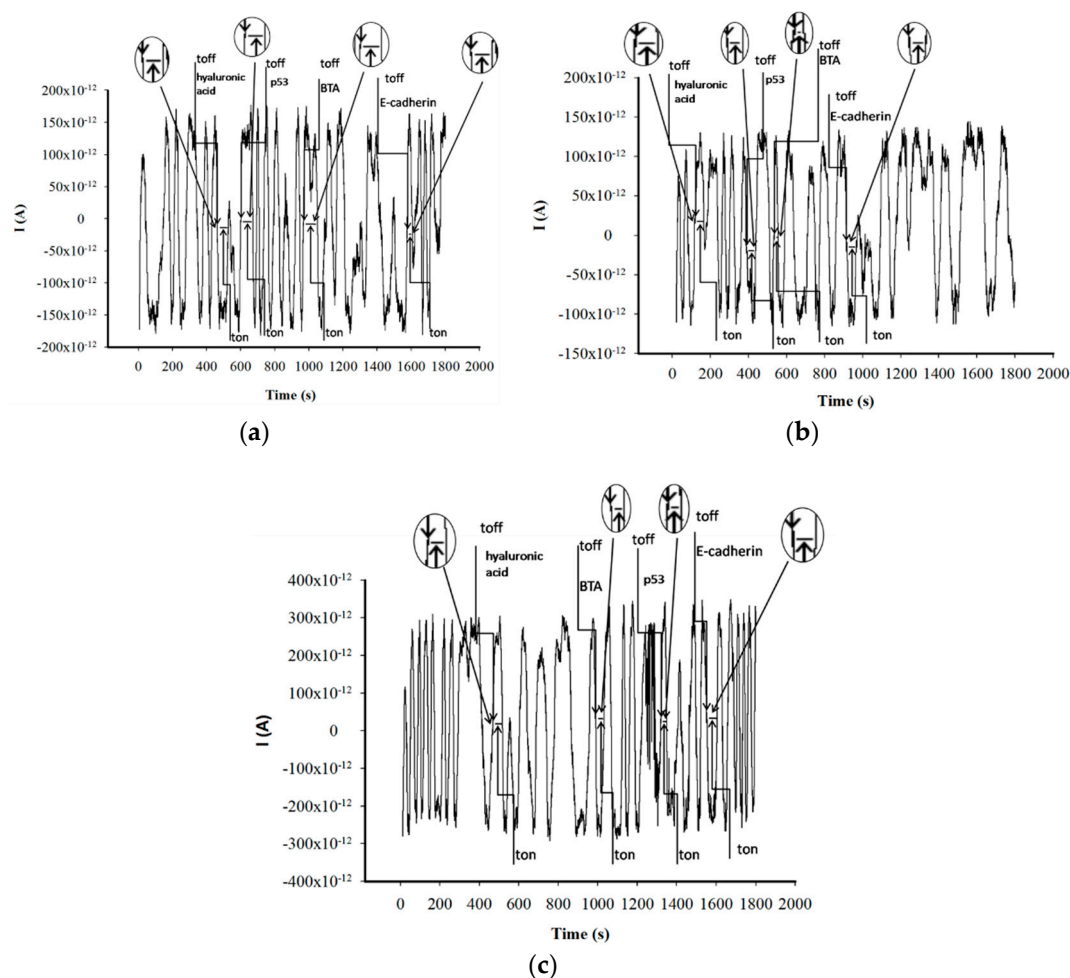 toff
hyaluronic
acid
toff
p53
toff
BTA
toff
E-cadherin
200x10-12
150x10-12
100x10-12
50x10-12
0
-50x10-12
-100x10-12
-150x10-12
-200x10-12
I (A)
ton
ton
ton
ton
0 200 400 600 800 1000 1200 1400 1600 1800 2000
Time (s)
(a)
toff
hyaluronic
acid
toff
p53
toff
BTA
toff
E-cadherin
200x10-12
150x10-12
100x10-12
50x10-12
0
-50x10-12
-100x10-12
-150x10-12
I (A)
ton
ton
ton
ton
0 200 400 600 800 1000 1200 1400 1600 1800 2000
Time (s)
(b)
toff
hyaluronic
acid
toff
BTA
toff
p53
toff
E-cadherin
400x10-12
300x10-12
200x10-12
100x10-12
0
-100x10-12
-200x10-12
-300x10-12
-400x10-12
I (A)
ton
ton
ton
ton
0 200 400 600 800 1000 1200 1400 1600 1800 2000
Time (s)
(c)